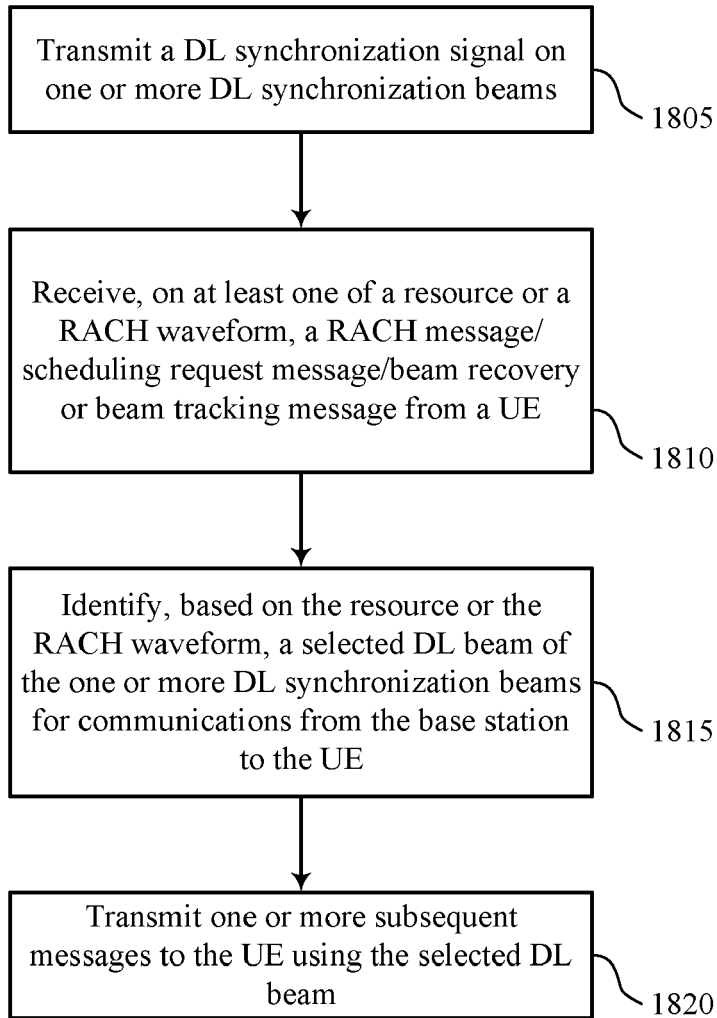 Transmit a DL synchronization signal on
one or more DL synchronization beams
1805
Receive, on at least one of a resource or a
RACH waveform, a RACH message/
scheduling request message/beam recovery
or beam tracking message from a UE
1810
Identify, based on the resource or the
RACH waveform, a selected DL beam of
the one or more DL synchronization beams
for communications from the base station
to the UE
1815
Transmit one or more subsequent
messages to the UE using the selected DL
beam
1820